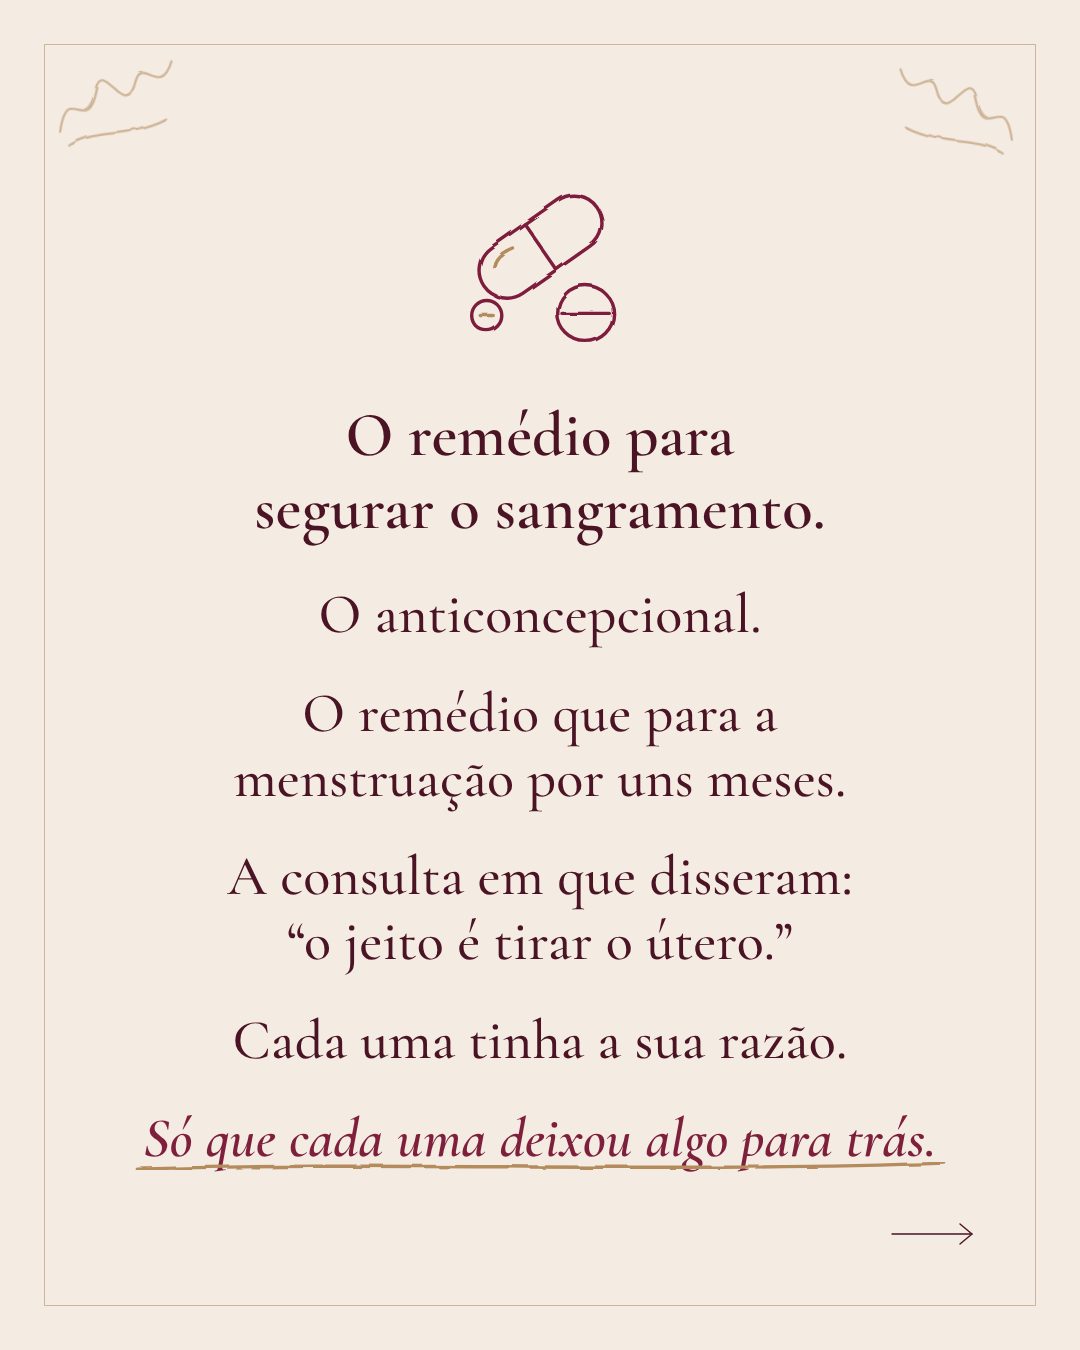 O remédio para
segurar o sangramento.
O anticoncepcional.
O remédio que para a
menstruação por uns meses.
A consulta em que disseram:
“o jeito é tirar o útero.”
Cada uma tinha a sua razão.
Só que cada uma deixou algo para trás.